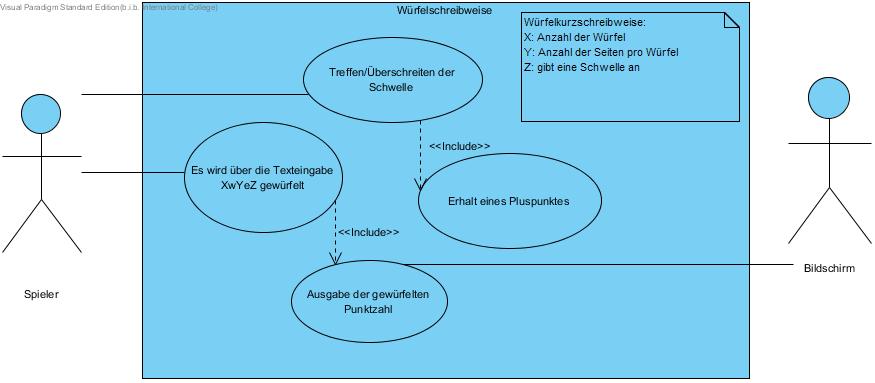 Visual Paradigm Standard Edition(b.i.b. International College)
Würfelschreibweise
Würfelkurzschreibweise:
X: Anzahl der Würfel
Y: Anzahl der Seiten pro Würfel
Z: gibt eine Schwelle an
Treffen/Überschreiten der
Schwelle
<<Include>>
Es wird über die Texteingabe
XwYeZ gewürfelt
Erhalt eines Pluspunktes
<<Include>>
Ausgabe der gewürfelten
Punktzahl
Spieler
Bildschirm